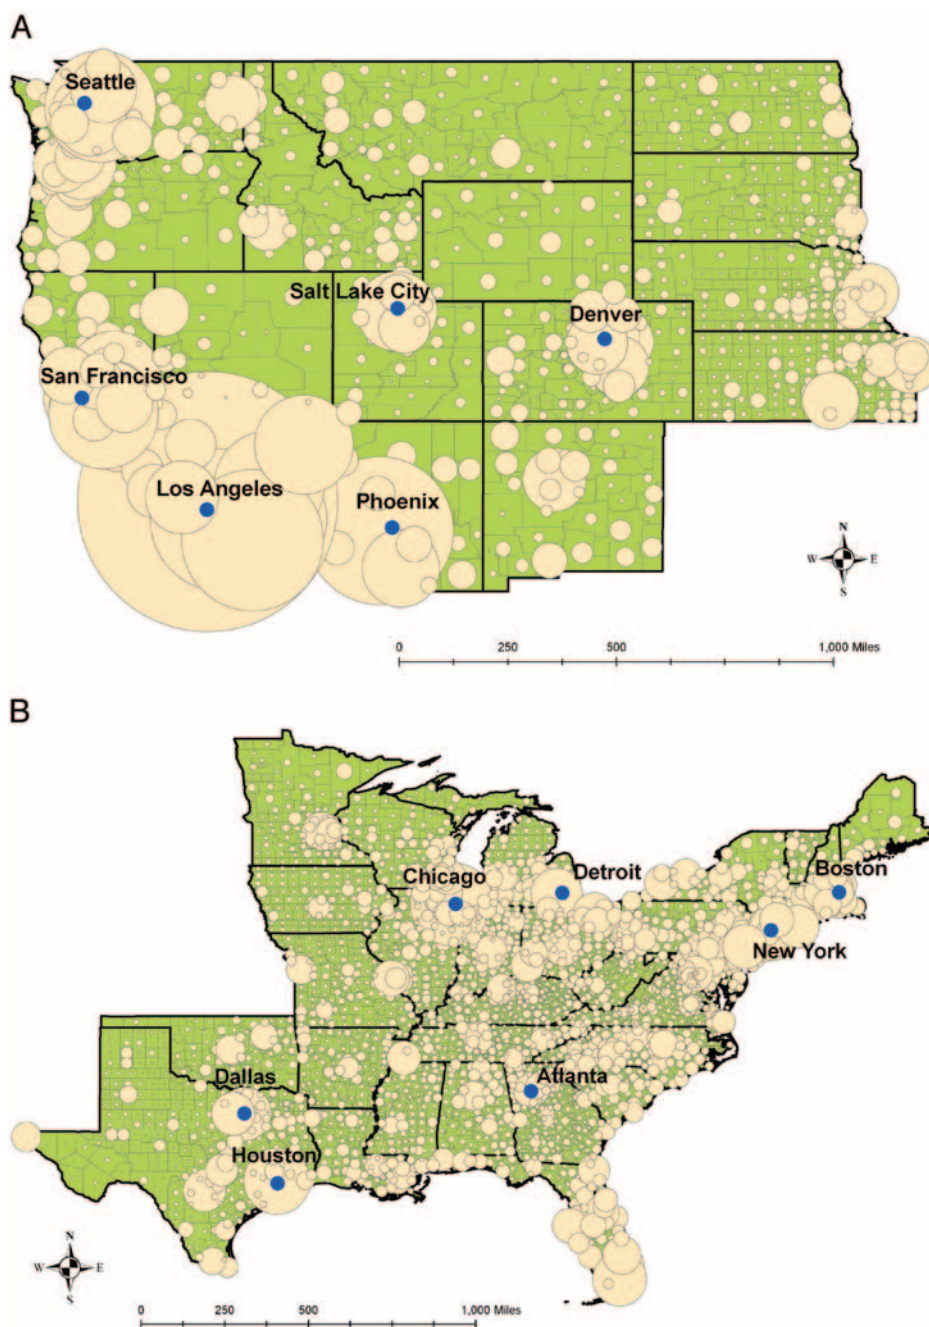 A
Seattle
Salt Lake City
Denver
San Francisco
Los Angeles
Phoenix
N
W E
S
0 250 500 1,000 Miles
B
Chicago
Detroit
Boston
New York
Dallas
Atlanta
Houston
N
W E
S
0 250 500 1,000 Miles